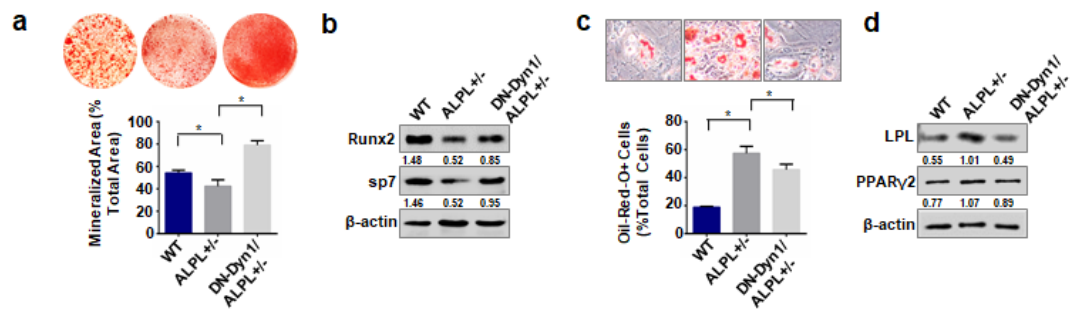 a
*
*
Mineralized Area (%
Total Area)
100
80
60
40
20
0
WT
ALPL+/-
DN-Dyn1/
ALPL+/-
b
WT
ALPL+/-
DN-Dyn1/
ALPL+/-
Runx2
1.48 0.52 0.85
sp7
1.46 0.52 0.95
β-actin
c
*
*
Oil-Red-O+ Cells
(%Total Cells)
80
60
40
20
0
WT
ALPL+/-
DN-Dyn1/
ALPL+/-
d
WT
ALPL+/-
DN-Dyn1/
ALPL+/-
LPL
0.55 1.01 0.49
PPARγ2
0.77 1.07 0.89
β-actin